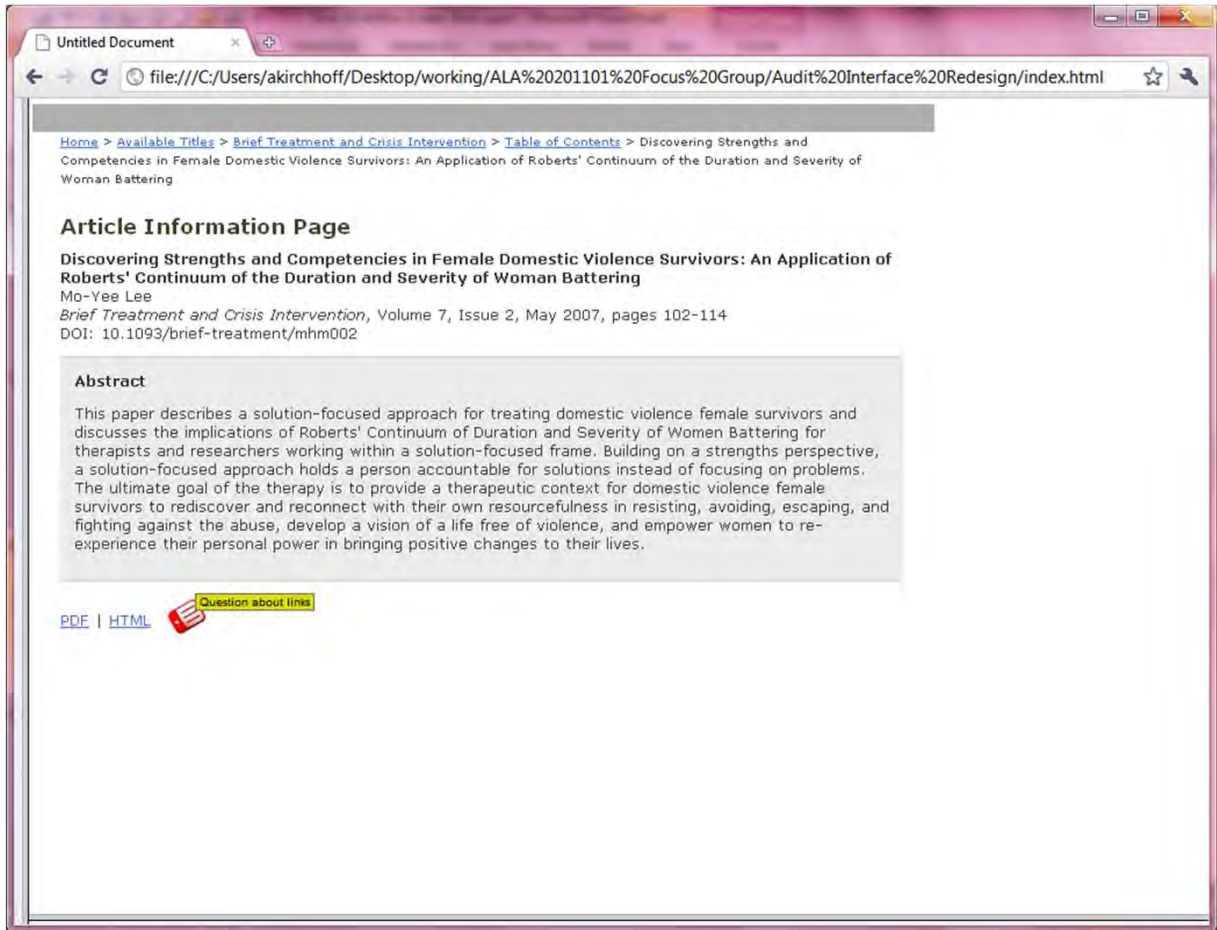 Untitled Document
file:///C:/Users/akirchhoff/Desktop/working/ALA%20201101%20Focus%20Group/Audit%20Interface%20Redesign/index.html
Home > Available Titles > Brief Treatment and Crisis Intervention > Table of Contents > Discovering Strengths and
Competencies in Female Domestic Violence Survivors: An Application of Roberts' Continuum of the Duration and Severity of
Woman Battering
Article Information Page
Discovering Strengths and Competencies in Female Domestic Violence Survivors: An Application of
Roberts' Continuum of the Duration and Severity of Woman Battering
Mo-Yee Lee
Brief Treatment and Crisis Intervention, Volume 7, Issue 2, May 2007, pages 102-114
DOI: 10.1093/brief-treatment/mhm002
Abstract
This paper describes a solution-focused approach for treating domestic violence female survivors and
discusses the implications of Roberts' Continuum of Duration and Severity of Women Battering for
therapists and researchers working within a solution-focused frame. Building on a strengths perspective,
a solution-focused approach holds a person accountable for solutions instead of focusing on problems.
The ultimate goal of the therapy is to provide a therapeutic context for domestic violence female
survivors to rediscover and reconnect with their own resourcefulness in resisting, avoiding, escaping, and
fighting against the abuse, develop a vision of a life free of violence, and empower women to re-
experience their personal power in bringing positive changes to their lives.
Question about links
PDF | HTML